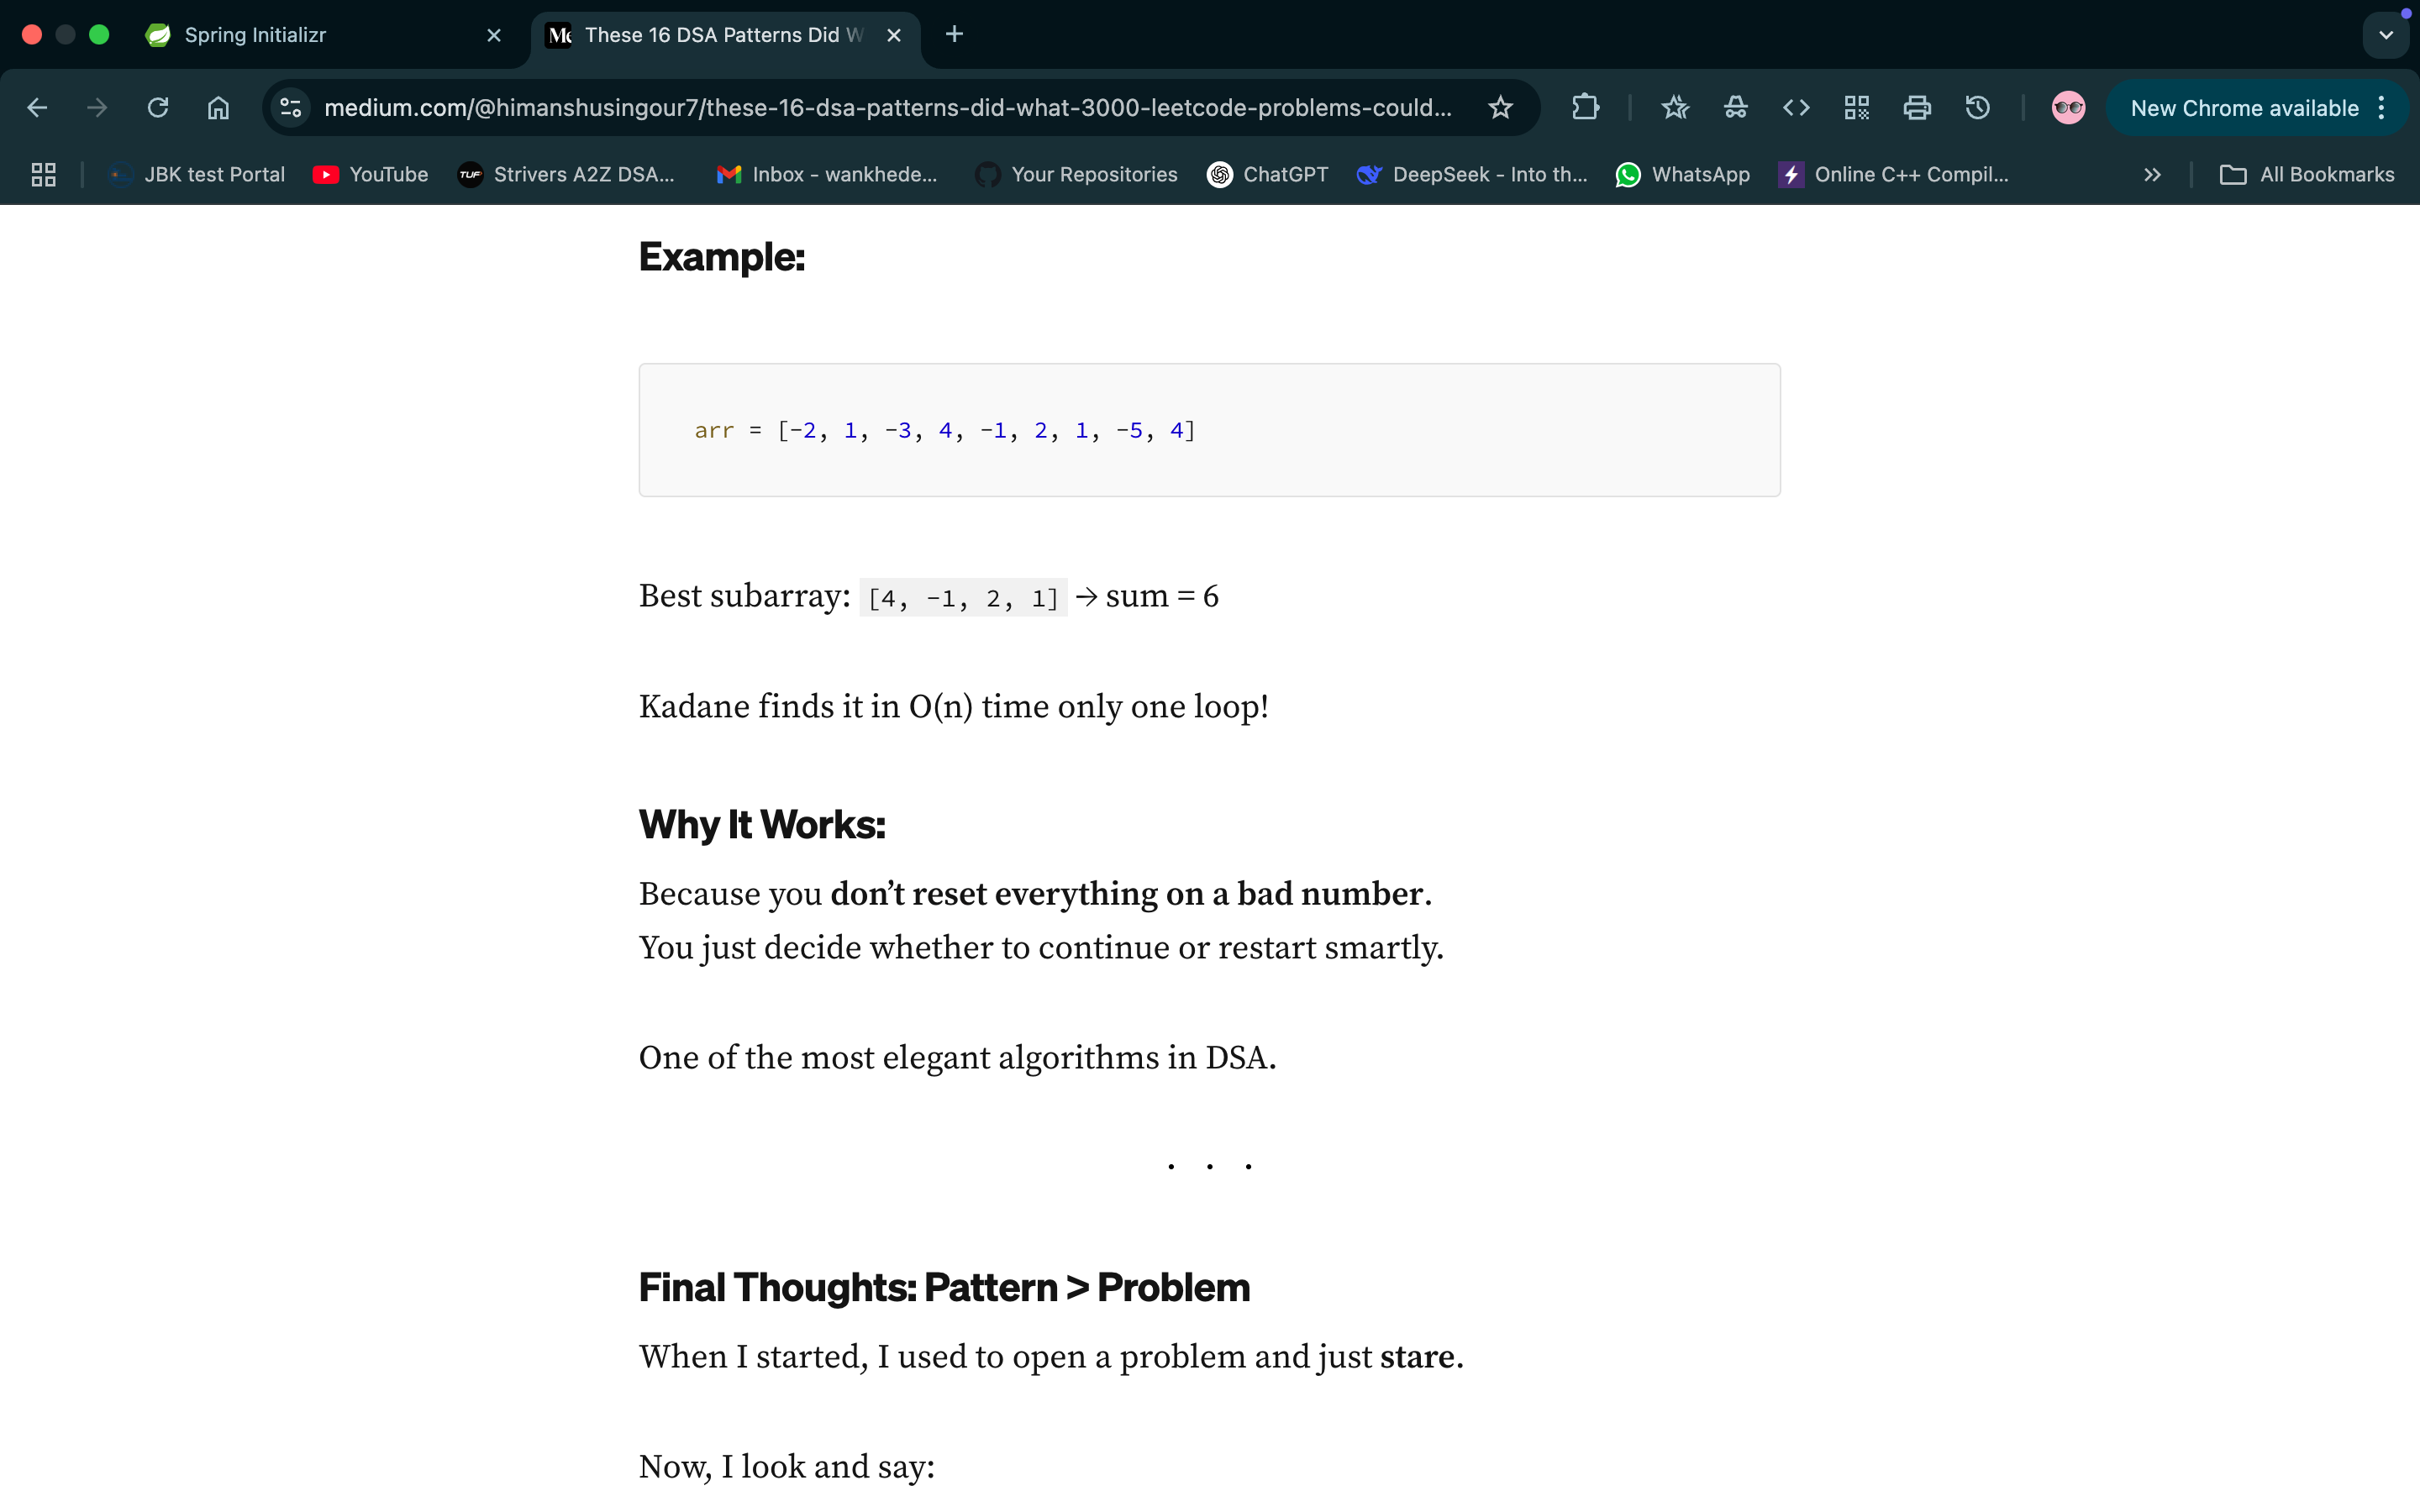 Spring Initializr
These 16 DSA Patterns Did W
medium.com/@himanshusingour7/these-16-dsa-patterns-did-what-3000-leetcode-problems-could...
New Chrome available
JBK test Portal
YouTube
Strivers A2Z DSA...
Inbox - wankhede...
Your Repositories
ChatGPT
DeepSeek - Into th...
WhatsApp
Online C++ Compil...
All Bookmarks
Example:
arr = [-2, 1, -3, 4, -1, 2, 1, -5, 4]
Best subarray: [4, -1, 2, 1] → sum = 6
Kadane finds it in O(n) time only one loop!
Why It Works:
Because you don’t reset everything on a bad number.
You just decide whether to continue or restart smartly.
One of the most elegant algorithms in DSA.
. . .
Final Thoughts: Pattern > Problem
When I started, I used to open a problem and just stare.
Now, I look and say: